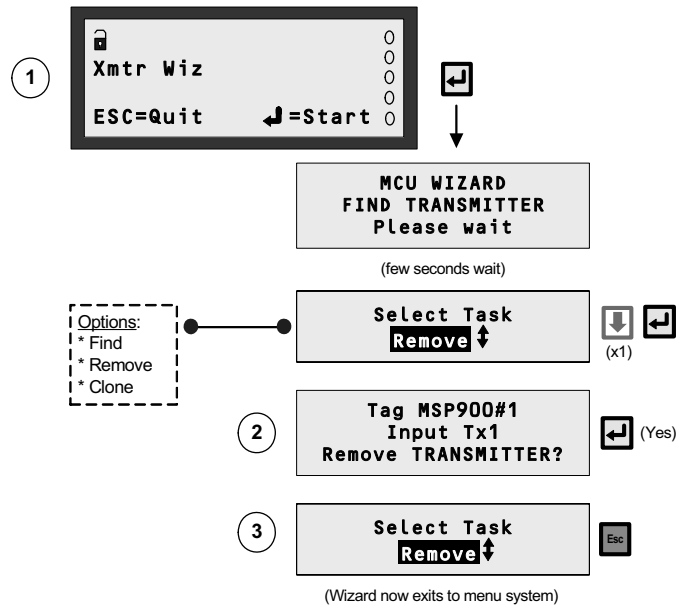 1
Xmtr Wiz
ESC=Quit ↲=Start
MCU WIZARD
FIND TRANSMITTER
Please wait
(few seconds wait)
Options:
* Find
* Remove
* Clone
Select Task
Remove
(x1)
2
Tag MSP900#1
Input Tx1
Remove TRANSMITTER?
(Yes)
3
Select Task
Remove
Esc
(Wizard now exits to menu system)